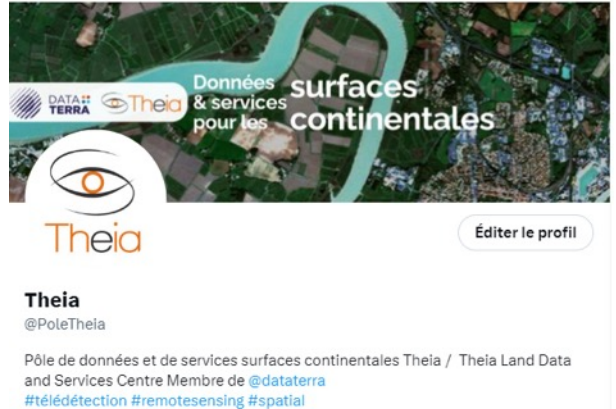 DATA
TERRA
Theia
Données
& services
pour les
surfaces
continentales
Theia
Éditer le profil
Theia
@PoleTheia
Pôle de données et de services surfaces continentales Theia / Theia Land Data
and Services Centre Membre de @dataterra
#télédétection #remotesensing #spatial